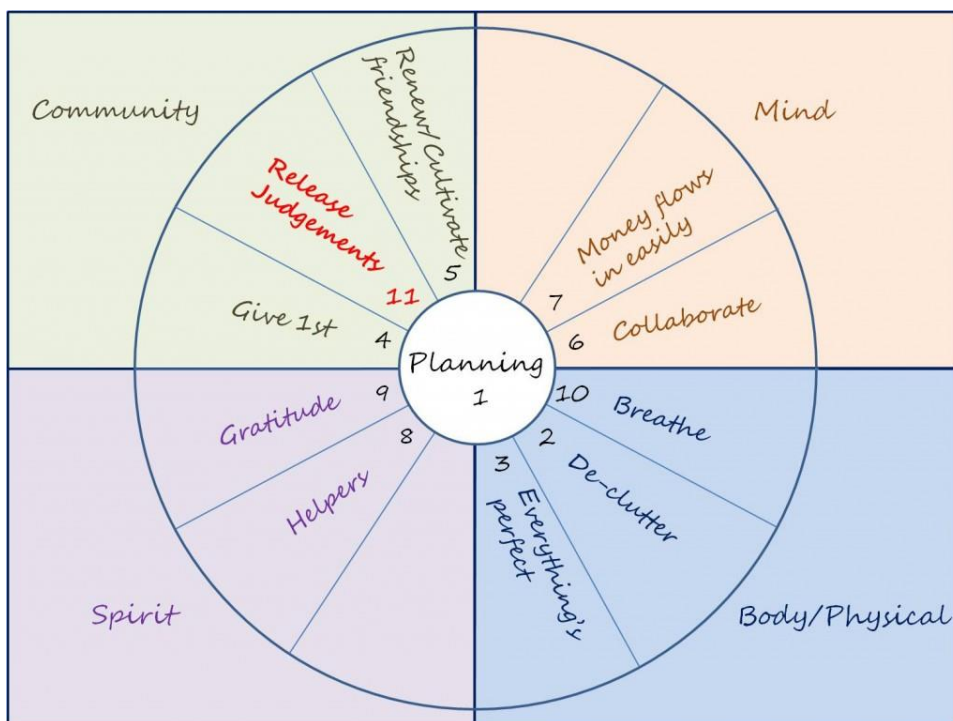 Community
Renew/Cultivate
friendships
5
Release
Judgements
11
Give 1st
4
Mind
Money flows
in easily
7
Collaborate
6
Planning
1
Gratitude
9
Helpers
8
Spirit
10
Breathe
2
De-clutter
3
Everything's
perfect
Body/Physical